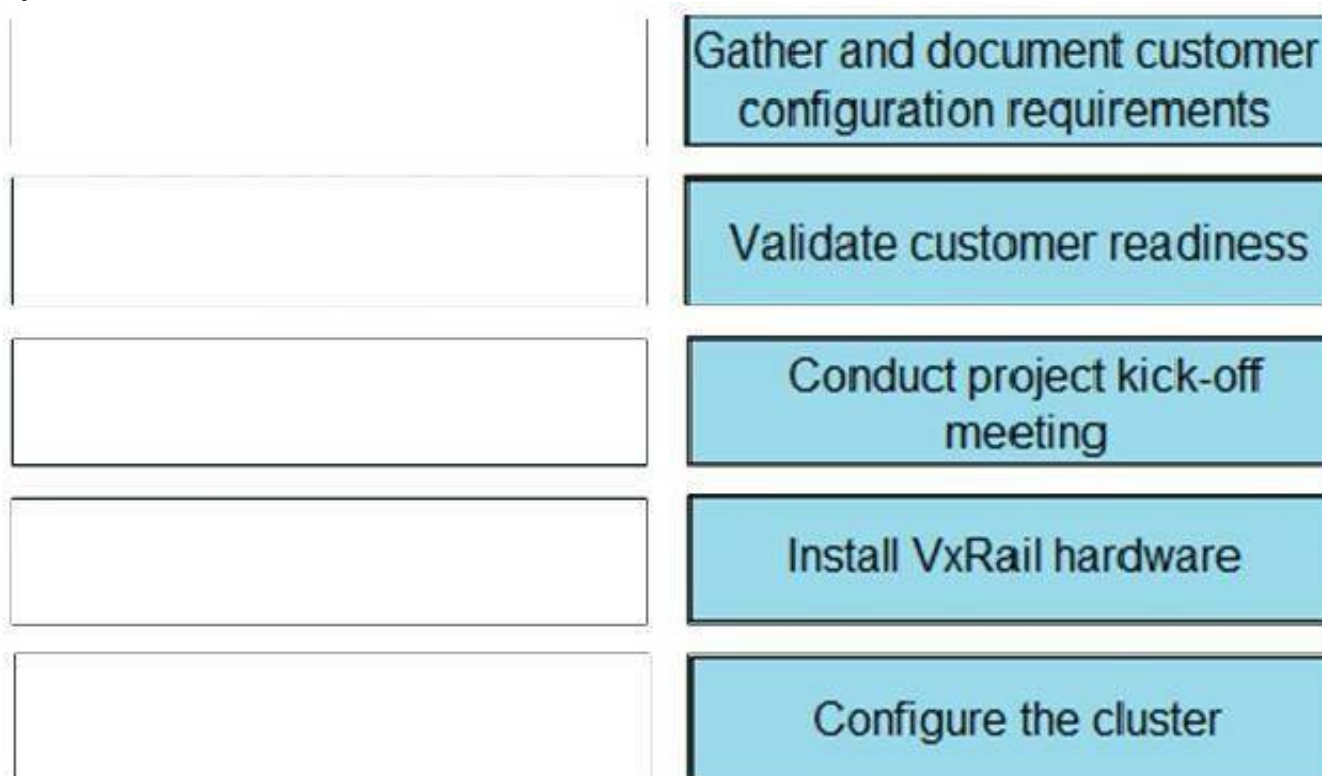 Gather and document customer
configuration requirements
Validate customer readiness
Conduct project kick-off
meeting
Install VxRail hardware
Configure the cluster